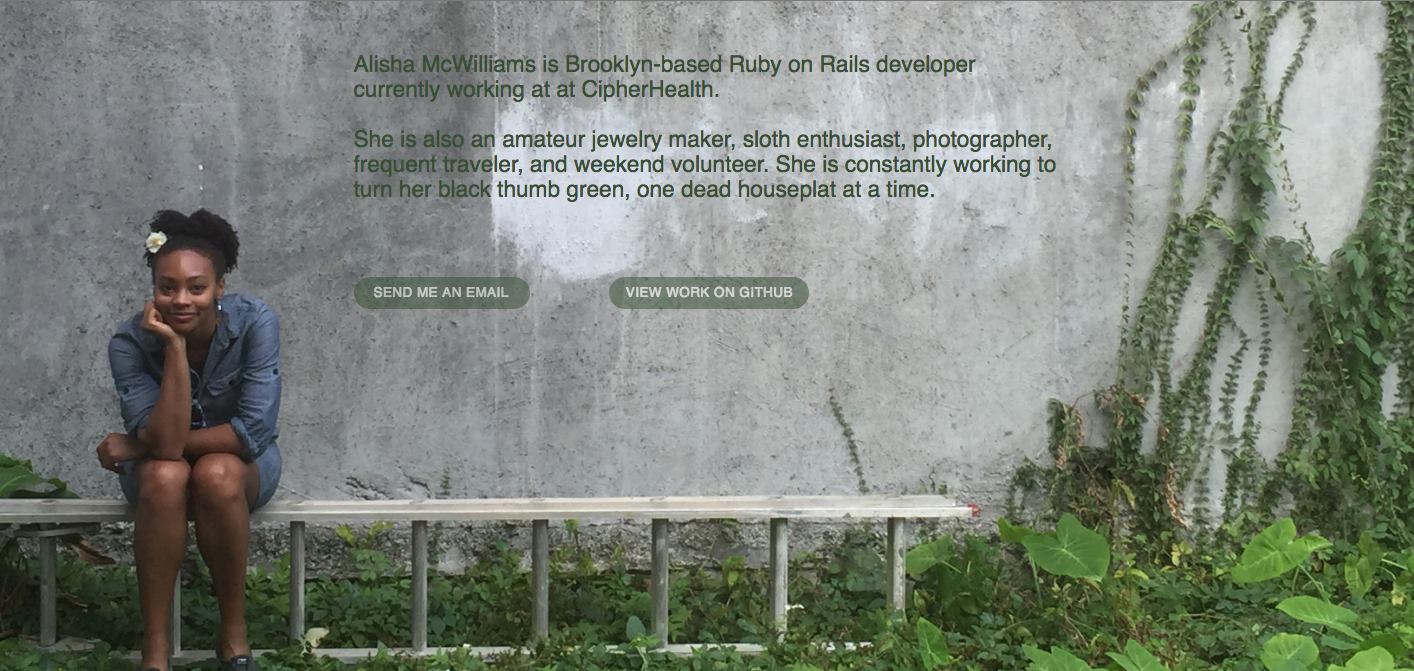 Alisha McWilliams is Brooklyn-based Ruby on Rails developer
currently working at at CipherHealth.
She is also an amateur jewelry maker, sloth enthusiast, photographer,
frequent traveler, and weekend volunteer. She is constantly working to
turn her black thumb green, one dead houseplat at a time.
SEND ME AN EMAIL
VIEW WORK ON GITHUB